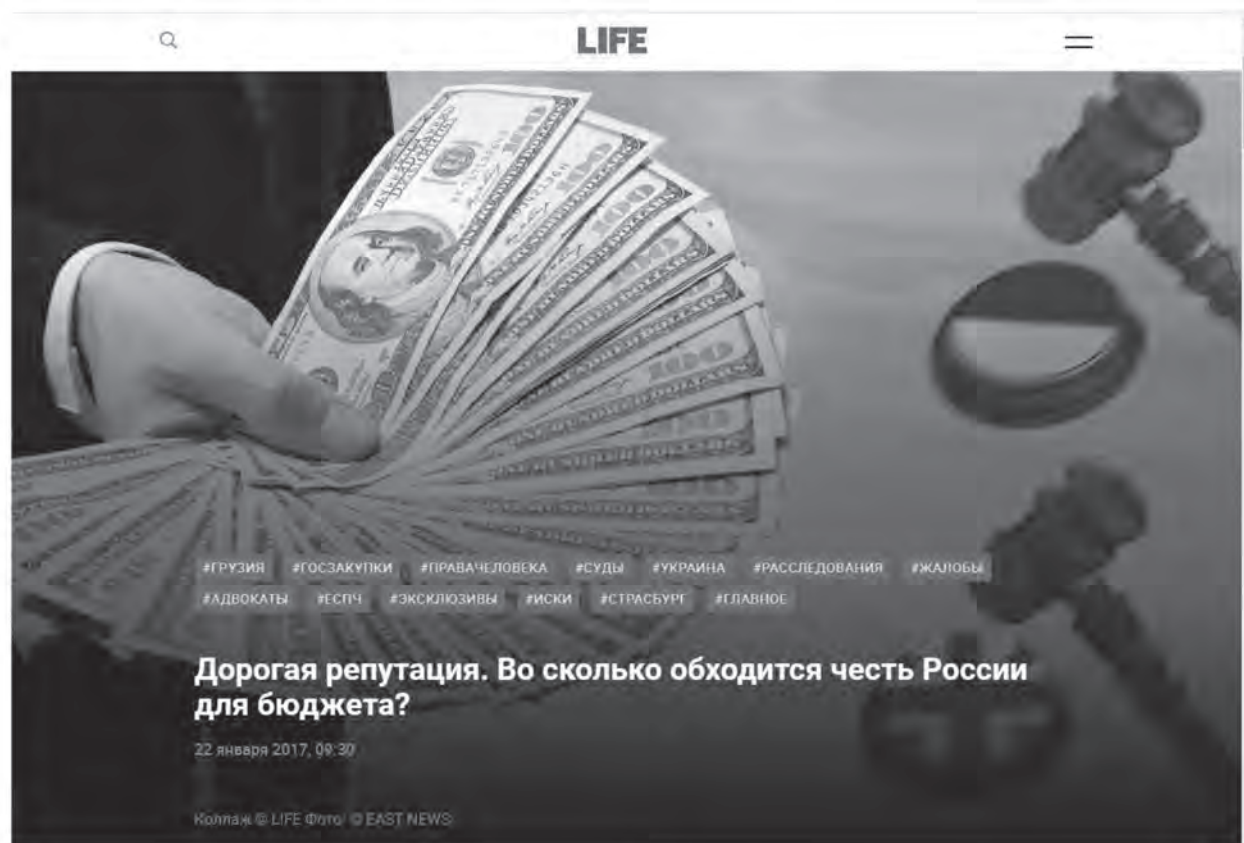 LIFE
#ГРУЗИЯ #ГОСЗАКУПКИ #ПРАВАЧЕЛОВЕКА #СУДЫ #УКРАИНА #РАССЛЕДОВАНИЯ #ЖАЛОБЫ
#АДВОКАТЫ #ЕСПЧ #ЭКСКЛЮЗИВЫ #ИСКИ #СТРАСБУРГ #ГЛАВНОЕ
Дорогая репутация. Во сколько обходится честь России
для бюджета?
22 января 2017, 09:30
Коллаж © LIFE Фото: © EAST NEWS